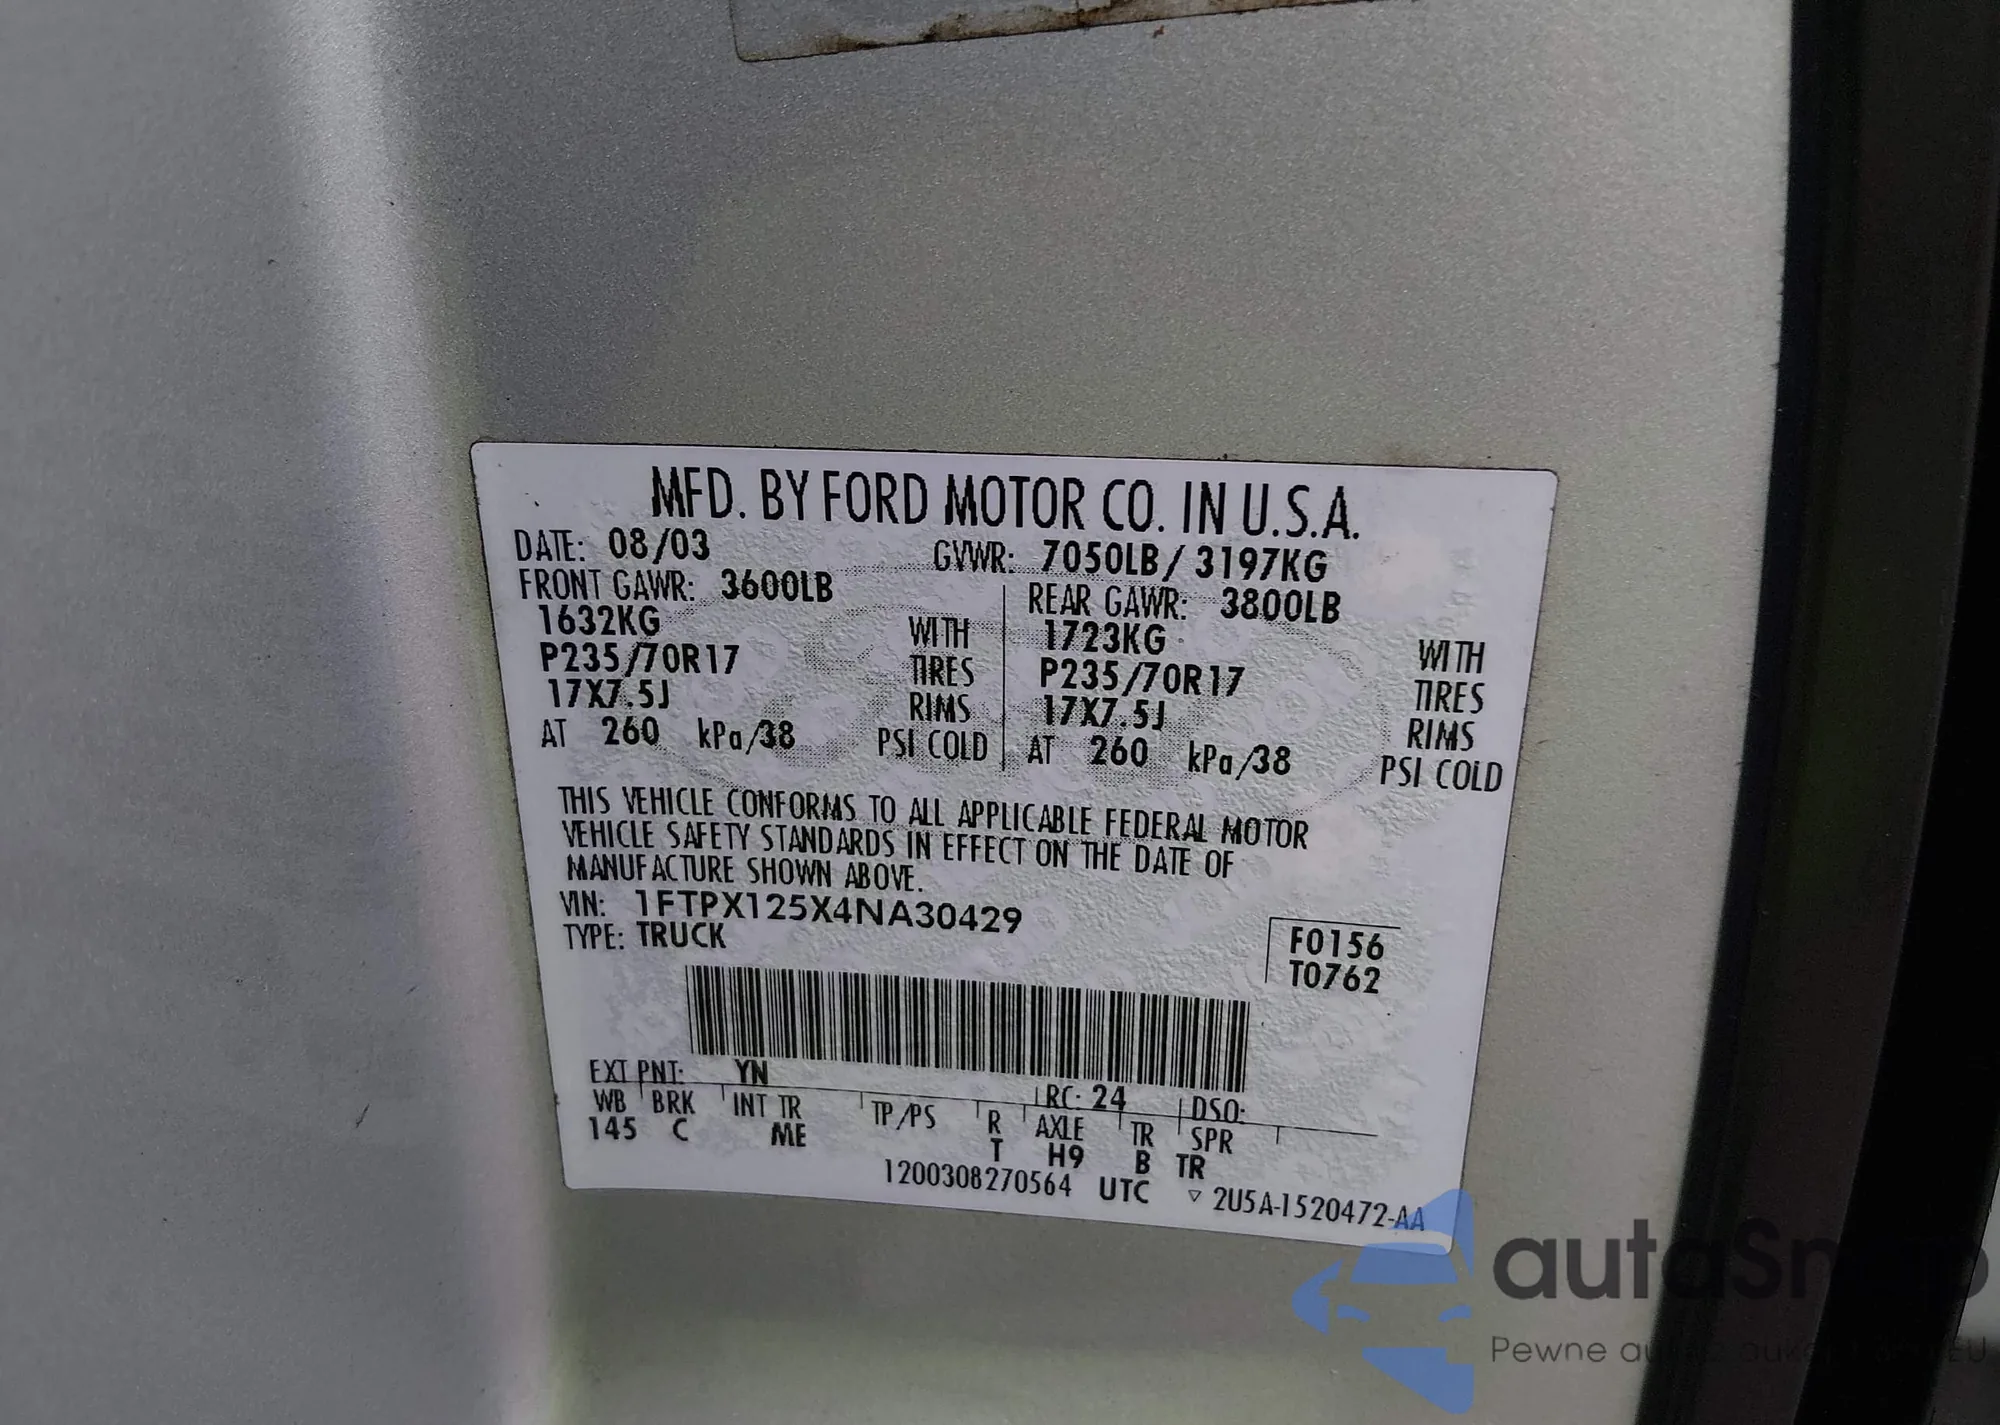 MFD. BY FORD MOTOR CO. IN U.S.A.
DATE: 08/03 GVWR: 7050LB / 3197KG
FRONT GAWR: 3600LB REAR GAWR: 3800LB
1632KG WITH 1723KG WITH
P235/70R17 TIRES P235/70R17 TIRES
17X7.5J RIMS 17X7.5J RIMS
AT 260 kPa/38 PSI COLD AT 260 kPa/38 PSI COLD
THIS VEHICLE CONFORMS TO ALL APPLICABLE FEDERAL MOTOR
VEHICLE SAFETY STANDARDS IN EFFECT ON THE DATE OF
MANUFACTURE SHOWN ABOVE.
VIN: 1FTPX125X4NA30429
TYPE: TRUCK
F0156
T0762
EXT PNT: YN RC: 24 DSO:
WB BRK INT TR TP/PS R AXLE TR SPR
145 C ME T H9 B TR
1200308270564 UTC ▽ 2U5A-1520472-AA
autaSnap
Pewne auta